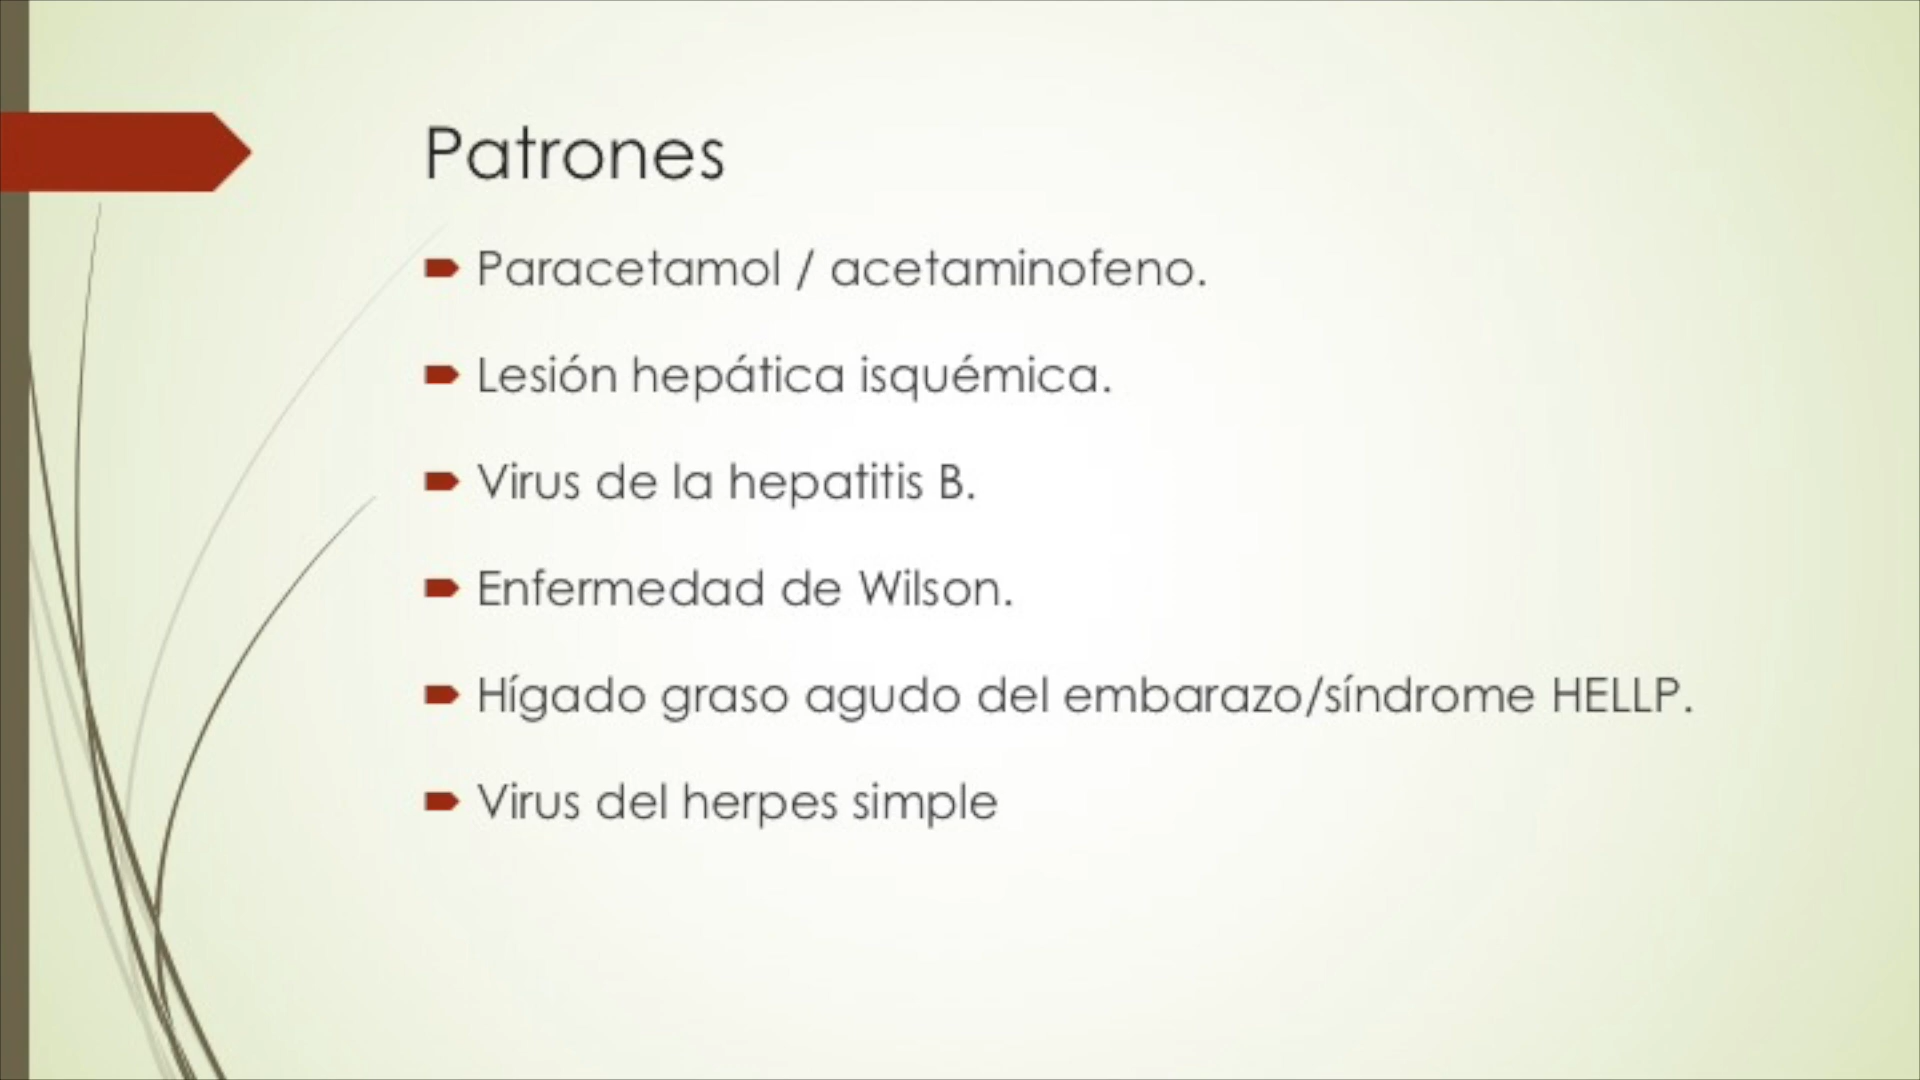 Patrones
Paracetamol / acetaminofeno.
Lesión hepática isquémica.
Virus de la hepatitis B.
Enfermedad de Wilson.
Hígado graso agudo del embarazo/síndrome HELLP.
Virus del herpes simple